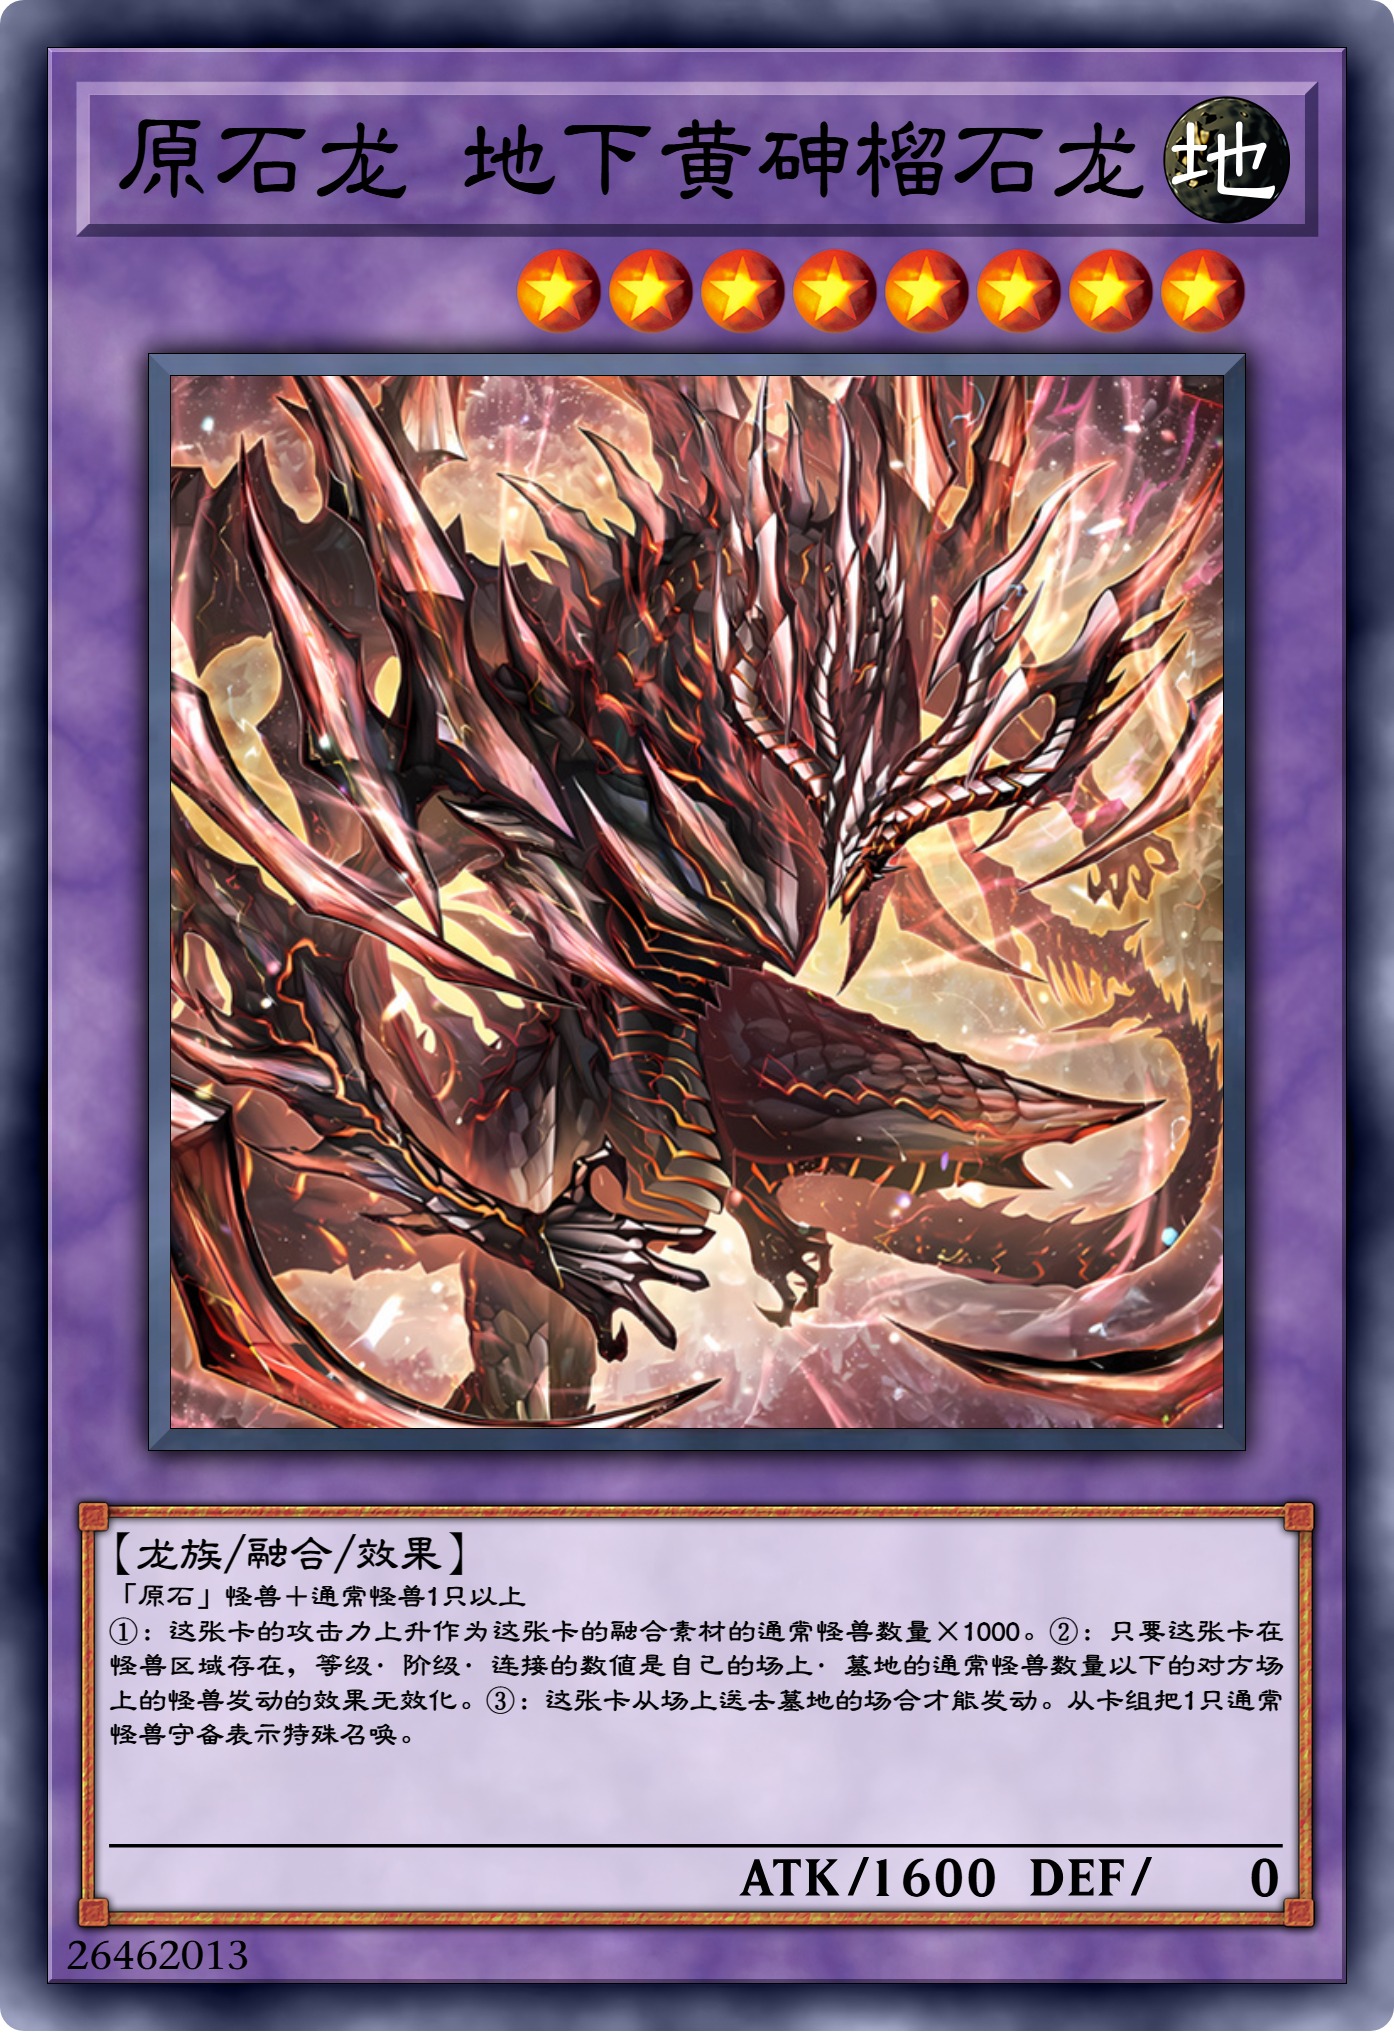 原石龙 地下黄砷榴石龙
地
【龙族/融合/效果】
「原石」怪兽＋通常怪兽1只以上
①：这张卡的攻击力上升作为这张卡的融合素材的通常怪兽数量×1000。②：只要这张卡在
怪兽区域存在，等级·阶级·连接的数值是自己的场上·墓地的通常怪兽数量以下的对方场
上的怪兽发动的效果无效化。③：这张卡从场上送去墓地的场合才能发动。从卡组把1只通常
怪兽守备表示特殊召唤。
ATK/1600 DEF/ 0
26462013